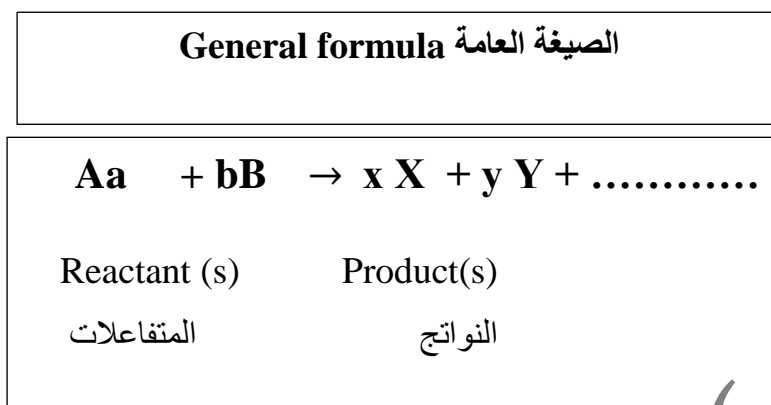 الصيغة العامة General formula
Aa + bB → x X + y Y + …………
Reactant (s) Product(s)
المتفاعلات النواتج